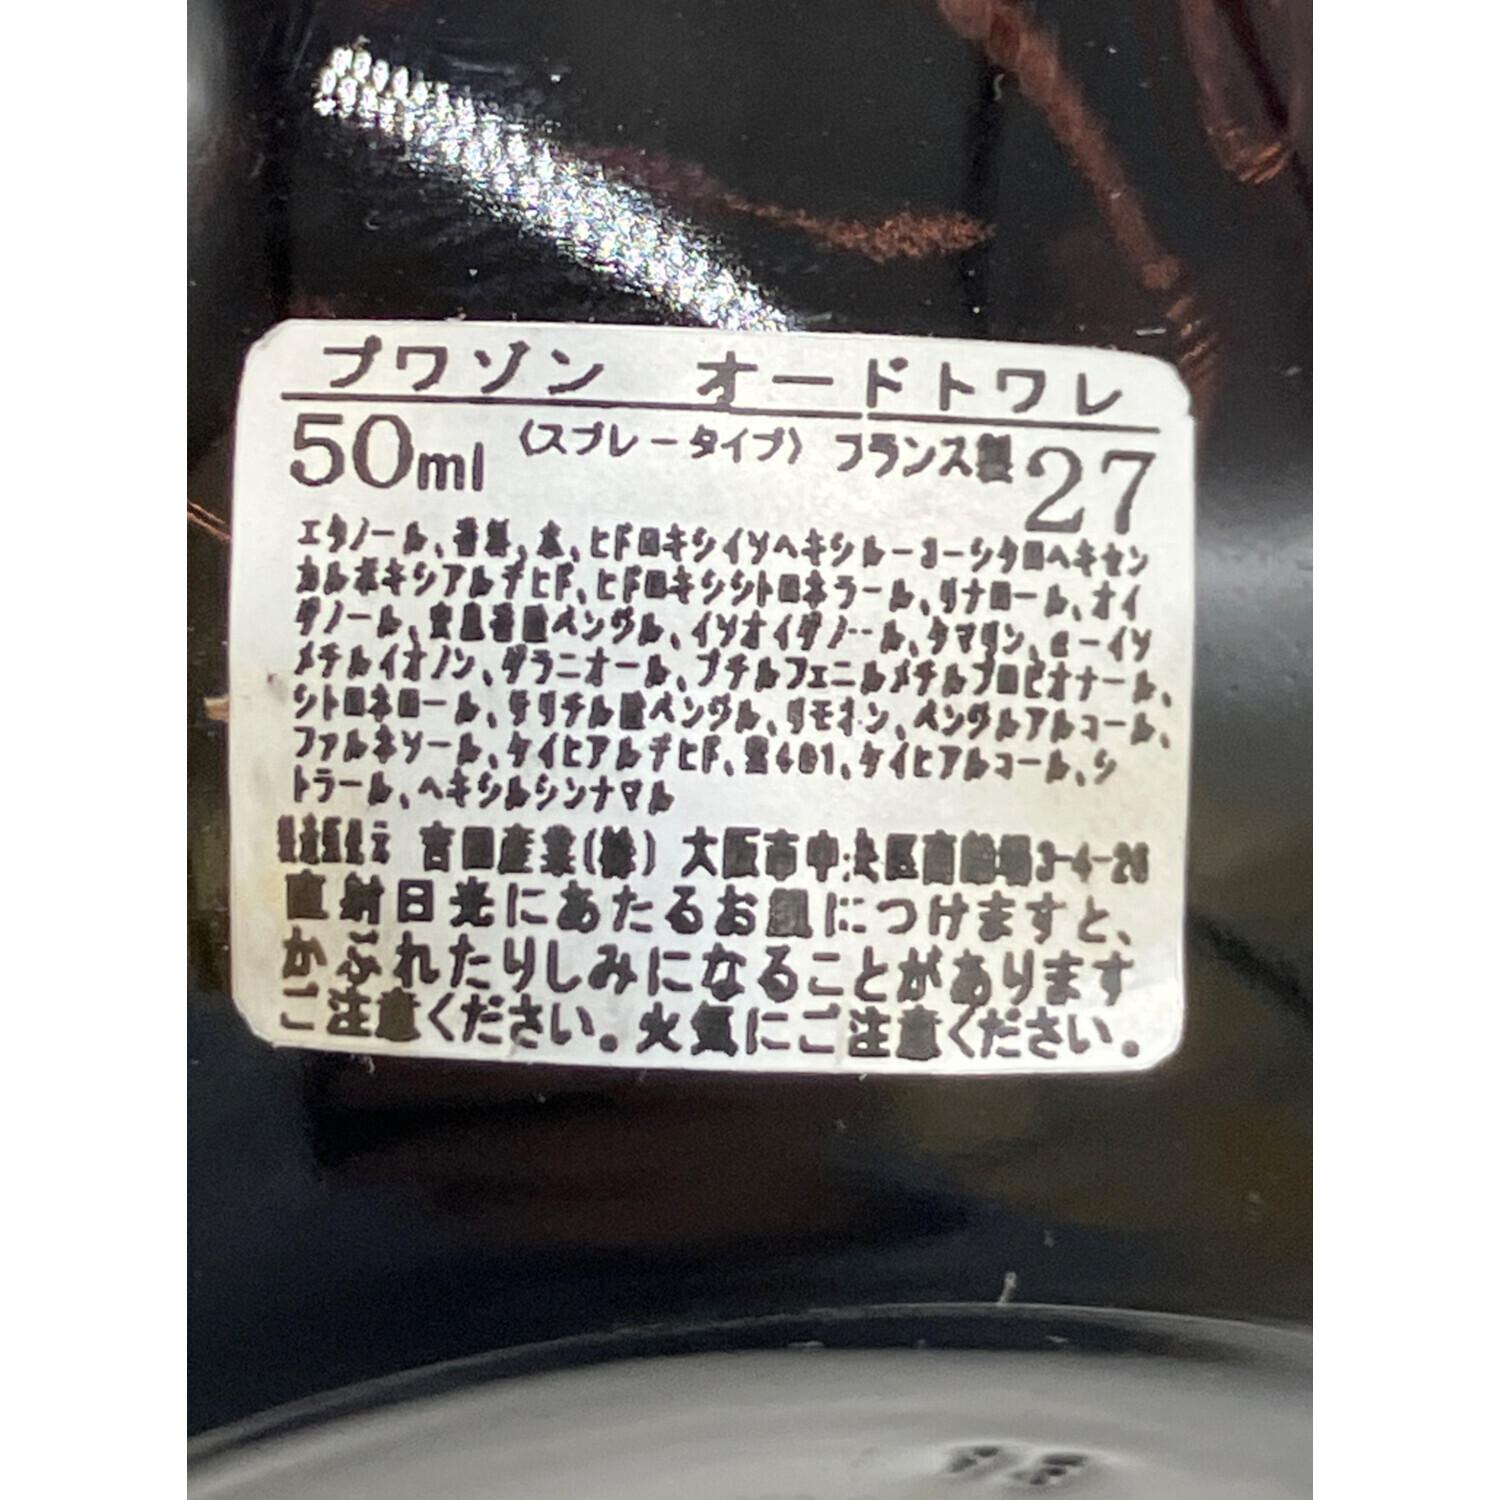 プワゾン オードトワレ
50ml 〈スプレータイプ〉 フランス製 27
エタノール、香料、水、ヒドロキシイソヘキシル-3-シクロヘキセン
カルボキシアルデヒド、ヒドロキシシトロネラール、リナロール、オイ
ゲノール、安息香酸ベンジル、イソオイゲノール、クマリン、α-イソ
メチルイオノン、ゲラニオール、ブチルフェニルメチルプロピオナール、
シトロネロール、サリチル酸ベンジル、リモネン、ベンジルアルコール、
ファルネソール、ケイヒアルデヒド、黒401、ケイヒアルコール、シ
トラール、ヘキシルシンナマル
製造販売元 吉田産業(株) 大阪市中央区南船場3-4-26
直射日光にあたるお肌につけますと、
かぶれたりしみになることがあります
ご注意ください。火気にご注意ください。